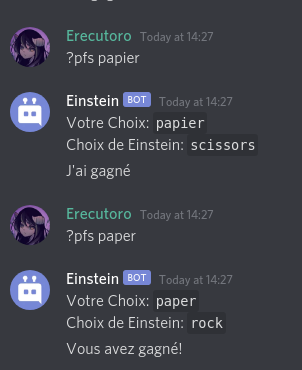 Erecutoro Today at 14:27
?pfs papier
Einstein BOT Today at 14:27
Votre Choix: papier
Choix de Einstein: scissors
J'ai gagné
Erecutoro Today at 14:27
?pfs paper
Einstein BOT Today at 14:27
Votre Choix: paper
Choix de Einstein: rock
Vous avez gagné!